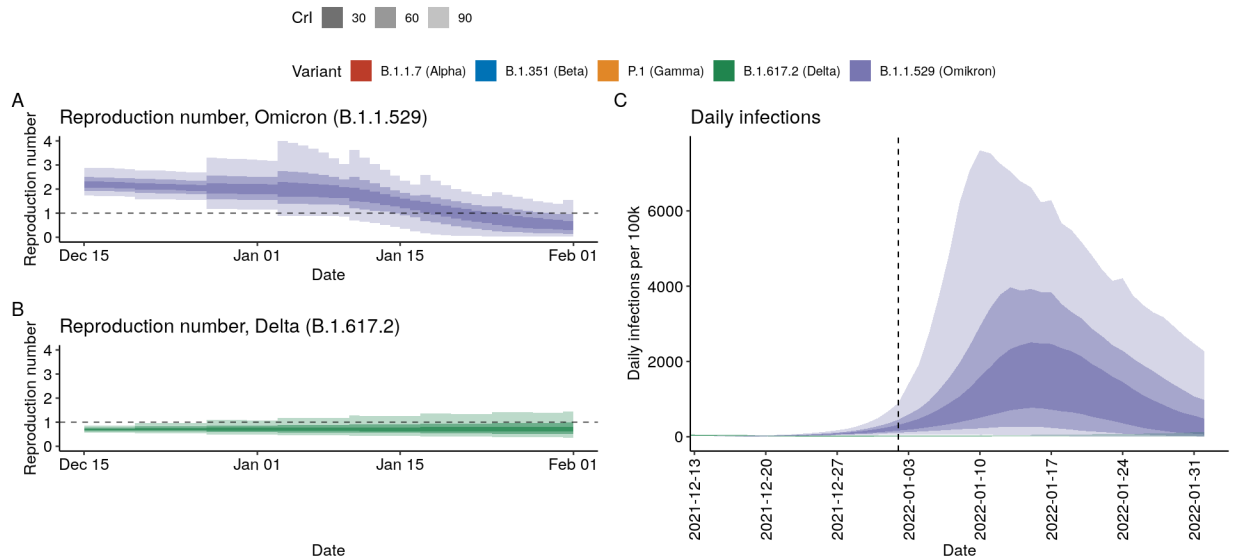 CrI 30 60 90
Variant B.1.1.7 (Alpha) B.1.351 (Beta) P.1 (Gamma) B.1.617.2 (Delta) B.1.1.529 (Omikron)
A
Reproduction number, Omicron (B.1.1.529)
Reproduction number
4
3
2
1
0
Dec 15 Jan 01 Jan 15 Feb 01
Date
B
Reproduction number, Delta (B.1.617.2)
Reproduction number
4
3
2
1
0
Dec 15 Jan 01 Jan 15 Feb 01
Date
C
Daily infections
Daily infections per 100k
6000
4000
2000
0
2021-12-13
2021-12-20
2021-12-27
2022-01-03
2022-01-10
2022-01-17
2022-01-24
2022-01-31
Date